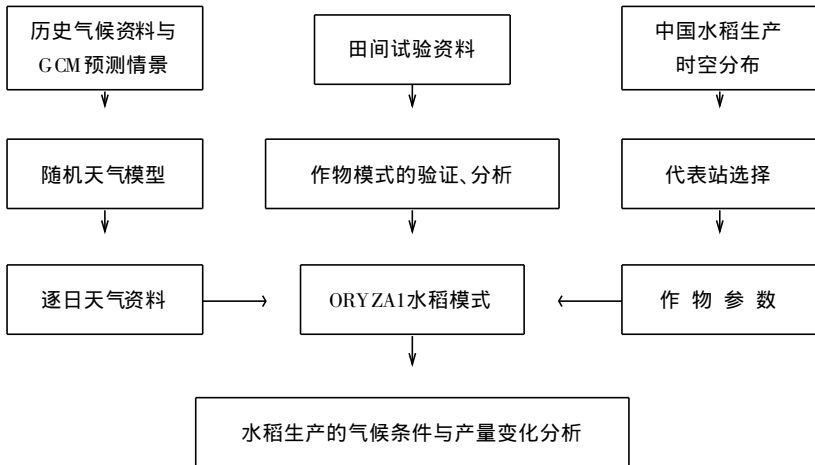 历史气候资料与
GCM预测情景
田间试验资料
中国水稻生产
时空分布
随机天气模型
作物模式的验证、分析
代表站选择
逐日天气资料
ORYZA1水稻模式
作物参数
水稻生产的气候条件与产量变化分析